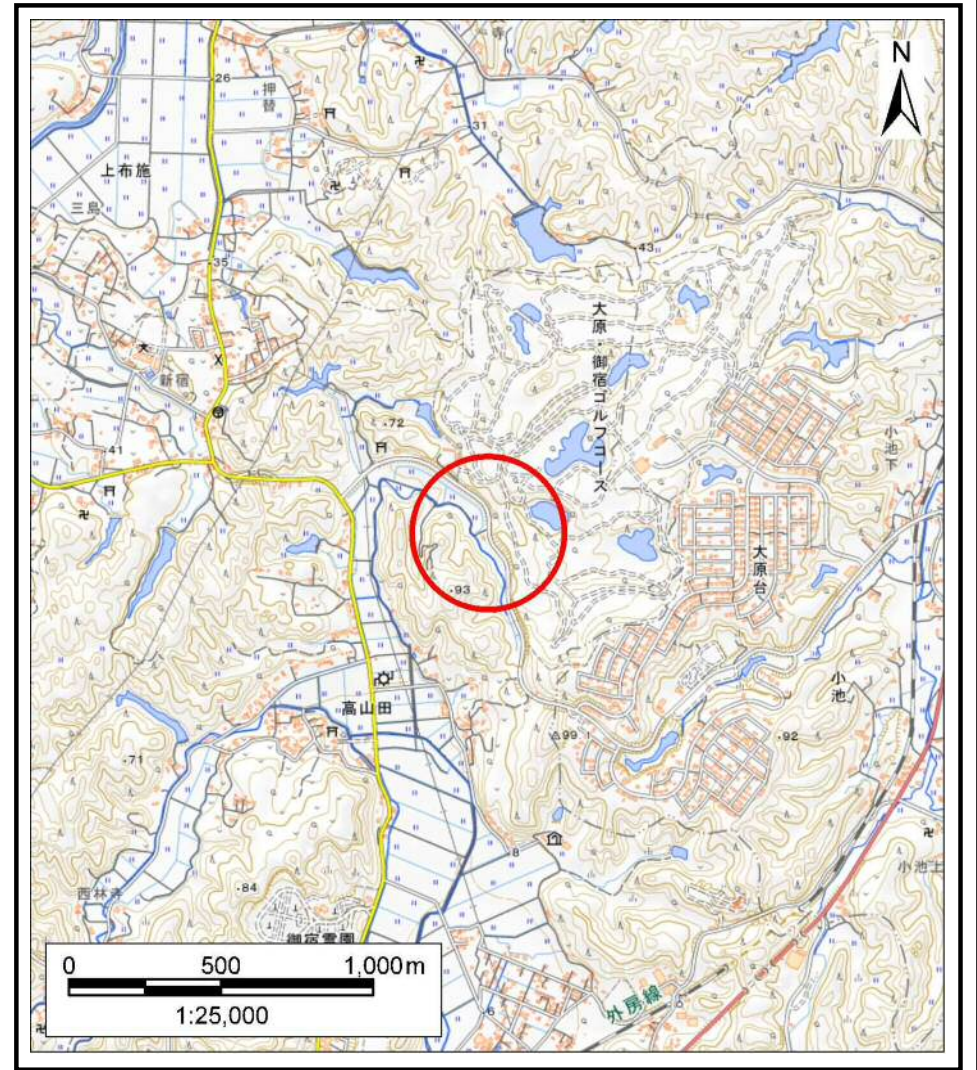 寺
N
26
押替
31
上布施
三島
43
35
大原・御宿ゴルフコース
新宿
72
小池下
41
大原台
93
小池
高山田
99.1
92
71
8
小池上
84
西林寺
御宿霊園
外房線
6
0 500 1,000m
1:25,000